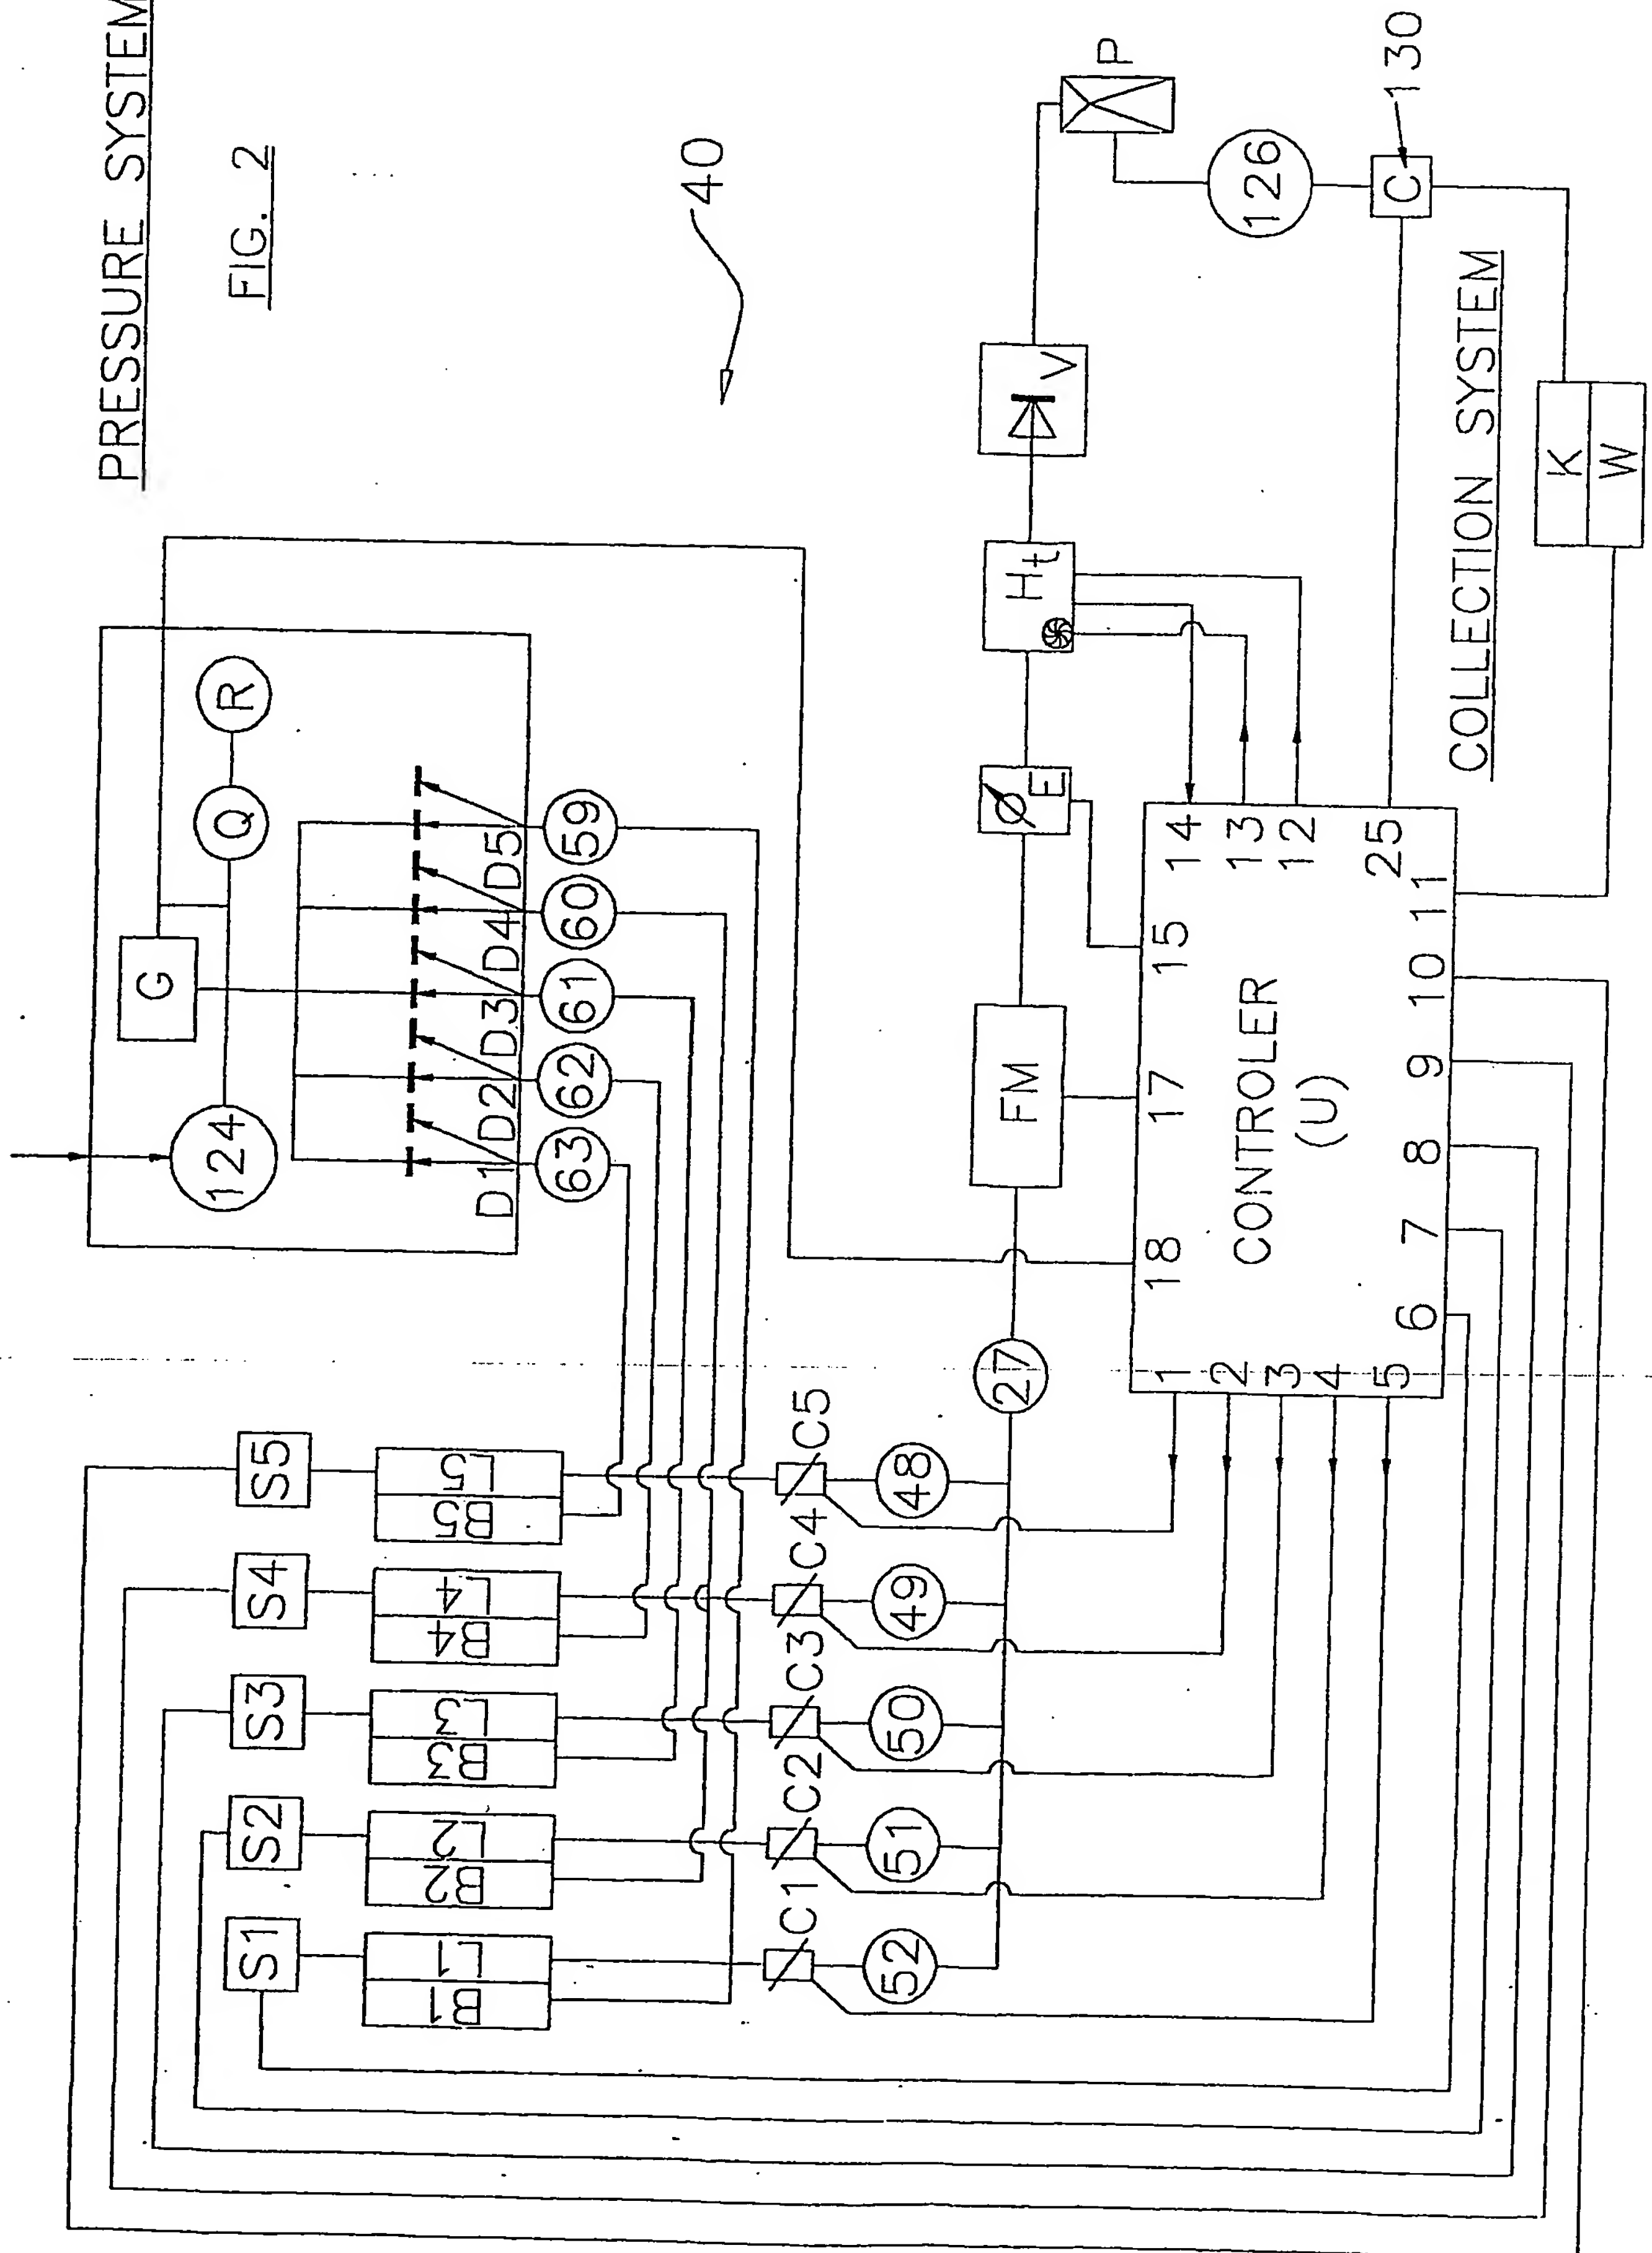 PRESSURE SYSTEM
FIG. 2
40
124
G
Q
R
D1
D2
D3
D4
D5
63
62
61
60
59
S1
S2
S3
S4
S5
B1
L1
B2
L2
B3
L3
B4
L4
B5
L5
C1
C2
C3
C4
C5
52
51
50
49
48
27
FM
E
Ht
V
P
126
C
130
CONTROLER
(U)
18
17
15
14
13
12
25
1
2
3
4
5
6
7
8
9
10
11
K
W
COLLECTION SYSTEM